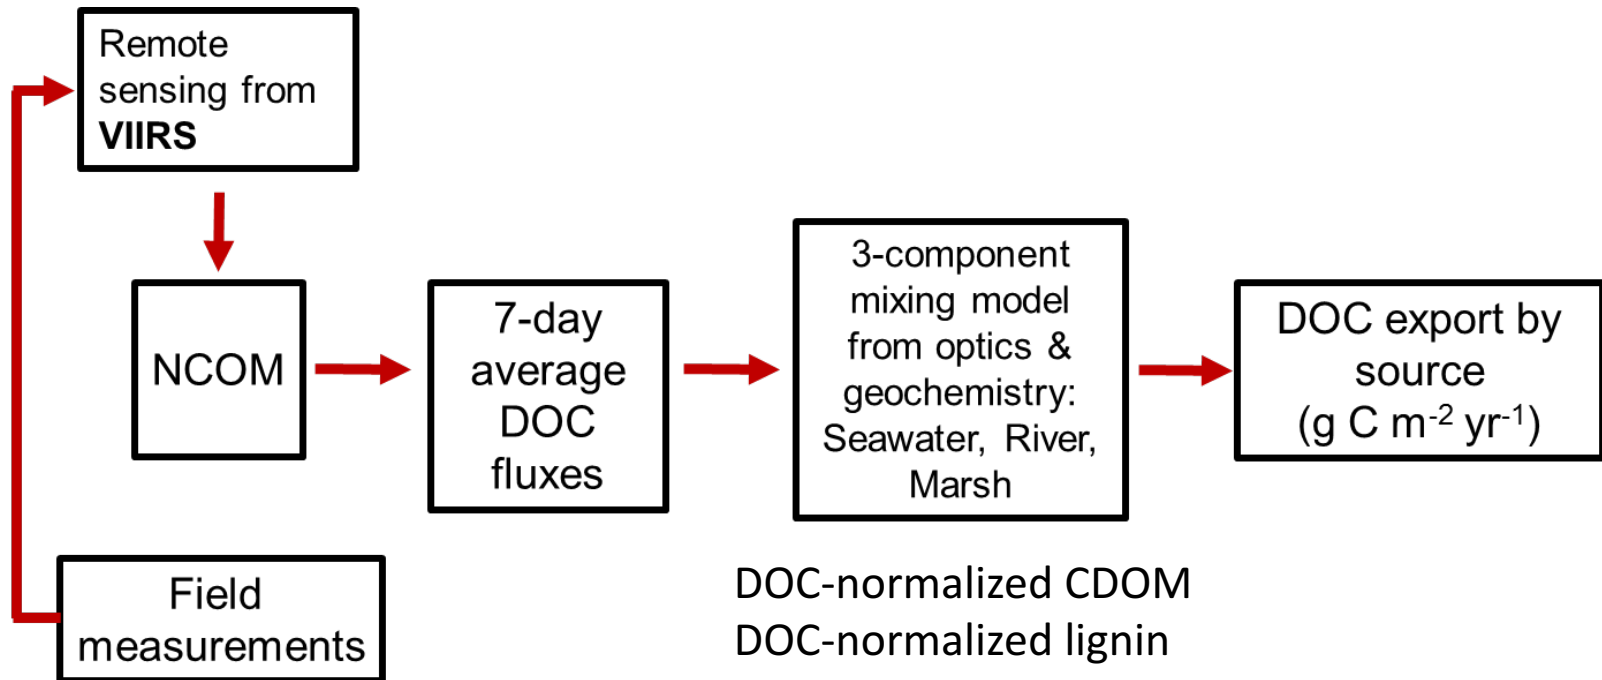 Remote
sensing from
VIIRS
NCOM
7-day
average
DOC
fluxes
3-component
mixing model
from optics &
geochemistry:
Seawater, River,
Marsh
DOC export by
source
(g C m-2 yr-1)
Field
measurements
DOC-normalized CDOM
DOC-normalized lignin